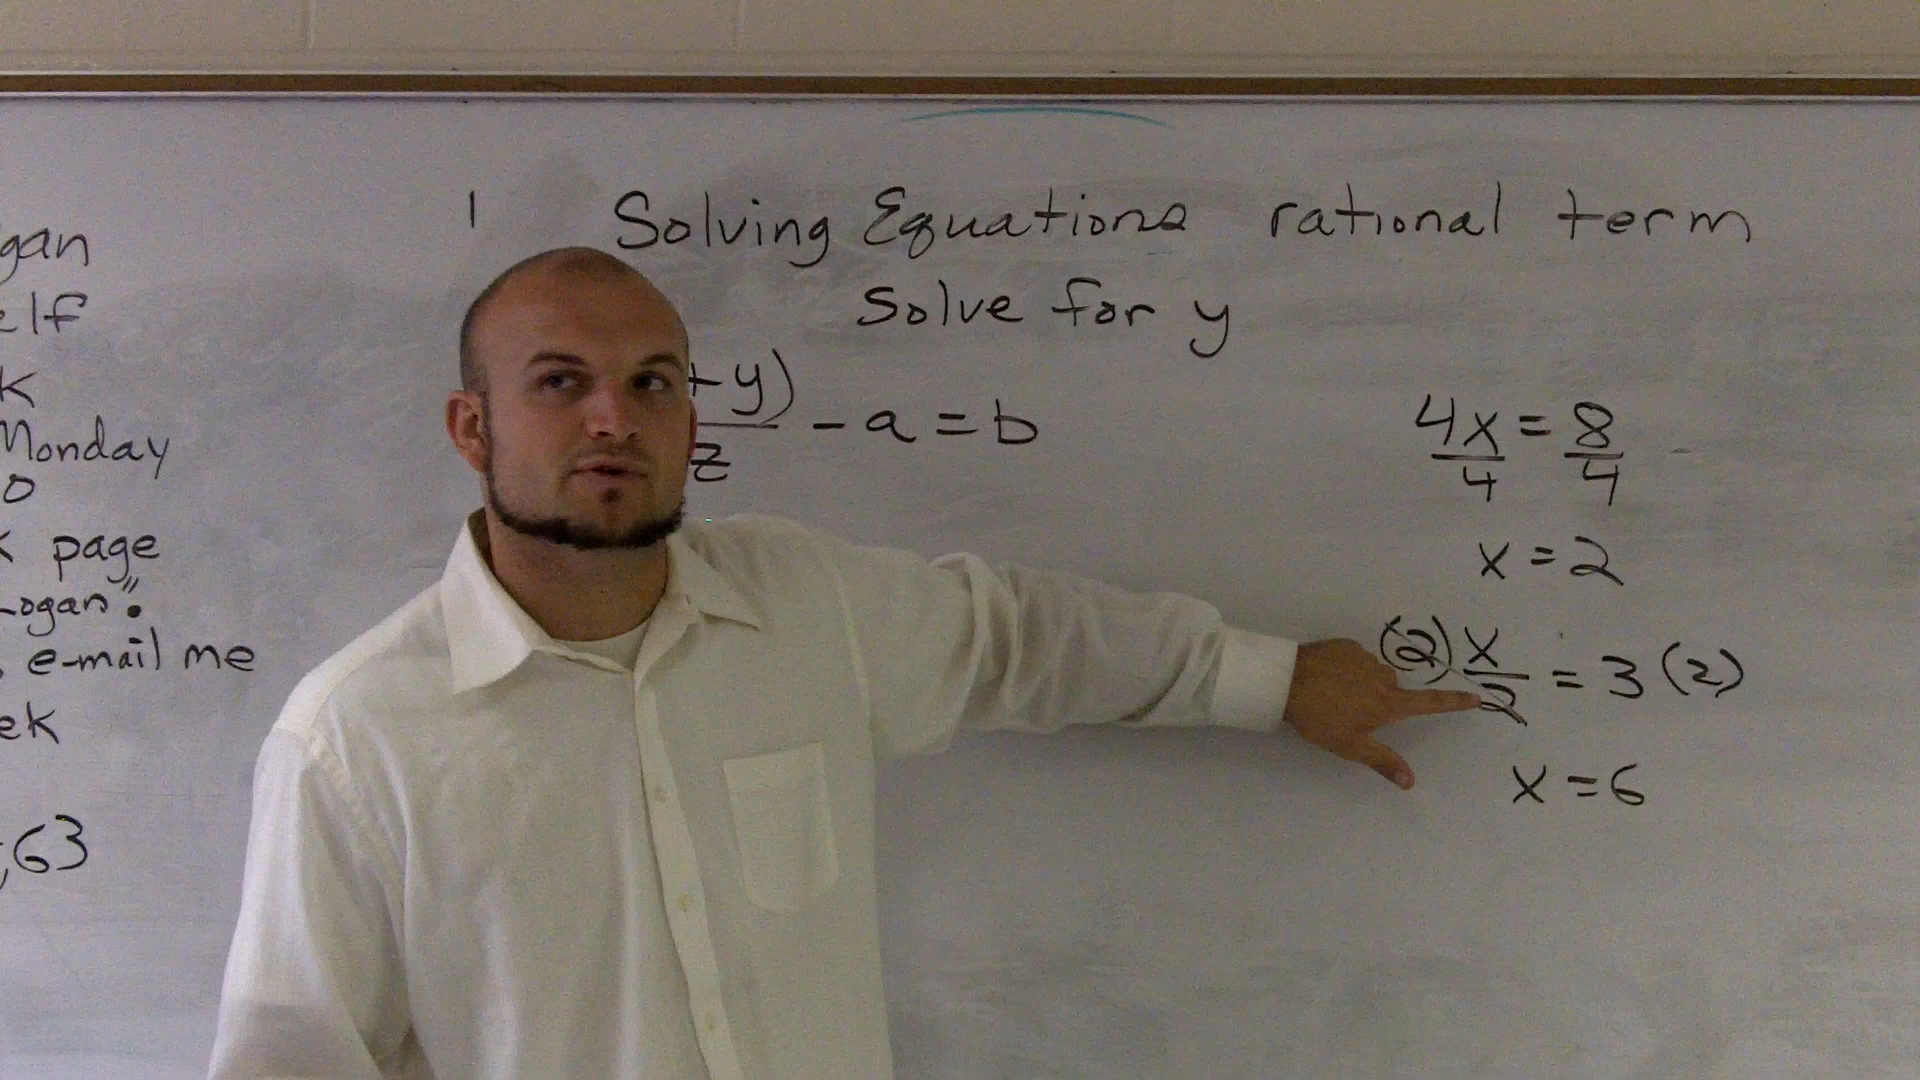 1 Solving Equations rational term
Solve for y
+y)
z
- a = b
4x = 8
4 4
x = 2
(2) x = 3 (2)
2
x = 6
gan
elf
K
Monday
0
page
Logan".
e-mail me
ek
,63